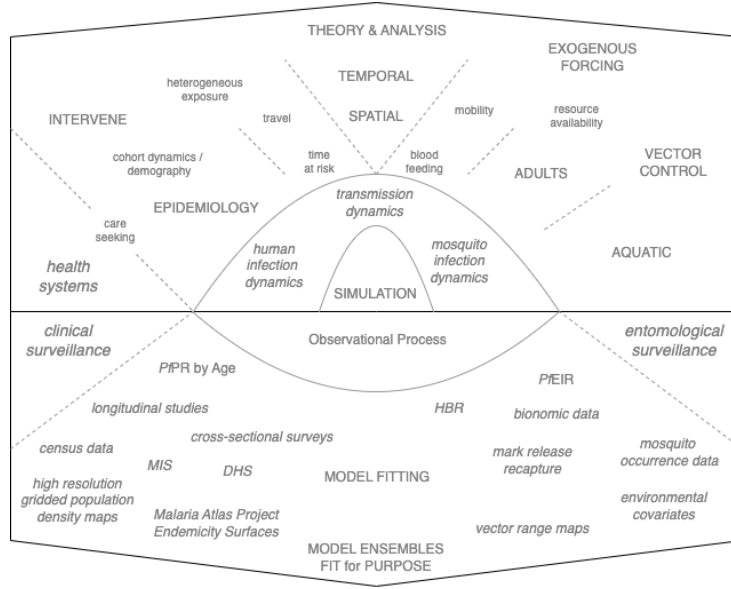 THEORY & ANALYSIS
EXOGENOUS
FORCING
TEMPORAL
heterogeneous
exposure
INTERVENE
travel
SPATIAL
mobility
resource
availability
cohort dynamics /
demography
time
at risk
blood
feeding
ADULTS
VECTOR
CONTROL
EPIDEMIOLOGY
transmission
dynamics
care
seeking
human
infection
dynamics
mosquito
infection
dynamics
AQUATIC
health
systems
SIMULATION
clinical
surveillance
Observational Process
entomological
surveillance
PfPR by Age
PfEIR
longitudinal studies
HBR
bionomic data
census data
cross-sectional surveys
MIS
DHS
MODEL FITTING
mark release
recapture
mosquito
occurrence data
high resolution
gridded population
density maps
Malaria Atlas Project
Endemicity Surfaces
vector range maps
environmental
covariates
MODEL ENSEMBLES
FIT for PURPOSE